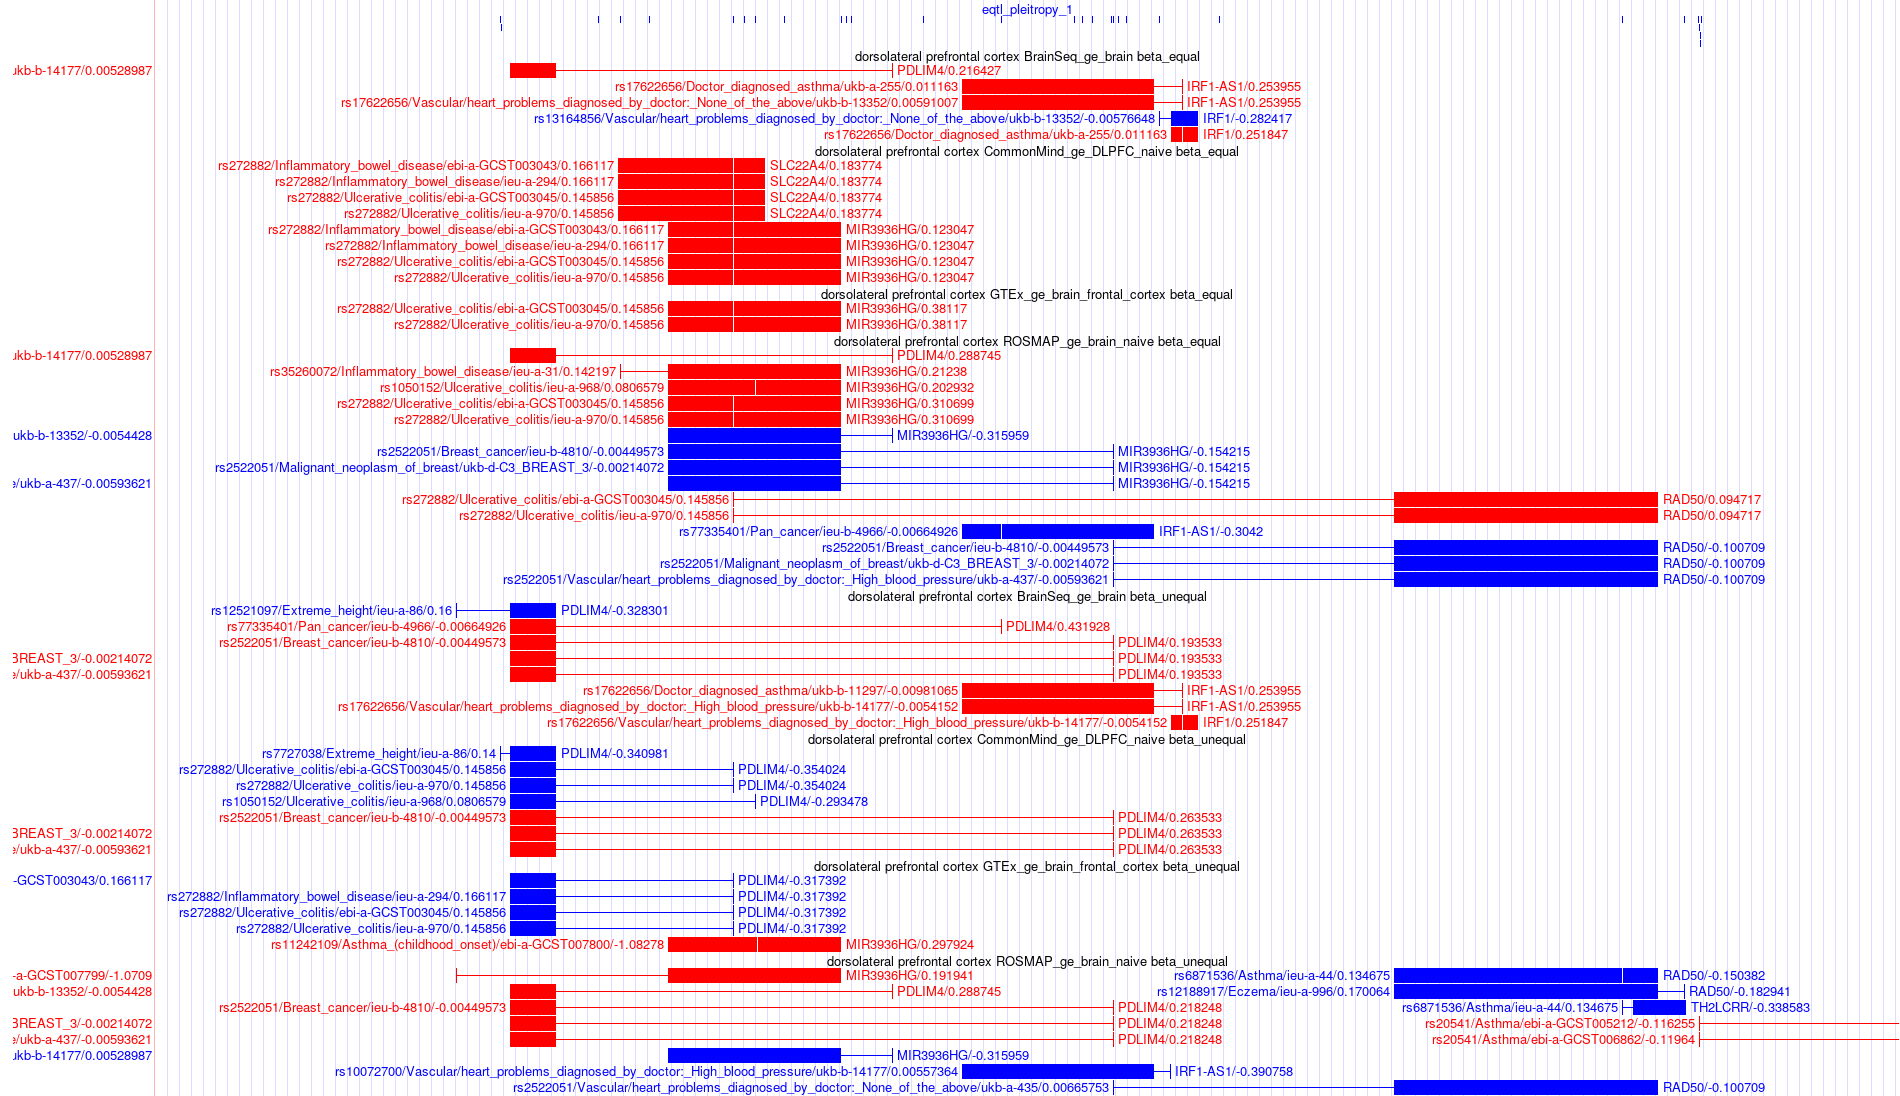 eqtl_pleitropy_1
dorsolateral prefrontal cortex BrainSeq_ge_brain beta_equal
ukb-b-14177/0.00528987 PDLIM4/0.216427
rs17622656/Doctor_diagnosed_asthma/ukb-a-255/0.011163 IRF1-AS1/0.253955
rs17622656/Vascular/heart_problems_diagnosed_by_doctor:_None_of_the_above/ukb-b-13352/0.00591007 IRF1-AS1/0.253955
rs13164856/Vascular/heart_problems_diagnosed_by_doctor:_None_of_the_above/ukb-b-13352/-0.00576648 IRF1/-0.282417
rs17622656/Doctor_diagnosed_asthma/ukb-a-255/0.011163 IRF1/0.251847
dorsolateral prefrontal cortex CommonMind_ge_DLPFC_naive beta_equal
rs272882/Inflammatory_bowel_disease/ebi-a-GCST003043/0.166117 SLC22A4/0.183774
rs272882/Inflammatory_bowel_disease/ieu-a-294/0.166117 SLC22A4/0.183774
rs272882/Ulcerative_colitis/ebi-a-GCST003045/0.145856 SLC22A4/0.183774
rs272882/Ulcerative_colitis/ieu-a-970/0.145856 SLC22A4/0.183774
rs272882/Inflammatory_bowel_disease/ebi-a-GCST003043/0.166117 MIR3936HG/0.123047
rs272882/Inflammatory_bowel_disease/ieu-a-294/0.166117 MIR3936HG/0.123047
rs272882/Ulcerative_colitis/ebi-a-GCST003045/0.145856 MIR3936HG/0.123047
rs272882/Ulcerative_colitis/ieu-a-970/0.145856 MIR3936HG/0.123047
dorsolateral prefrontal cortex GTEx_ge_brain_frontal_cortex beta_equal
rs272882/Ulcerative_colitis/ebi-a-GCST003045/0.145856 MIR3936HG/0.38117
rs272882/Ulcerative_colitis/ieu-a-970/0.145856 MIR3936HG/0.38117
dorsolateral prefrontal cortex ROSMAP_ge_brain_naive beta_equal
ukb-b-14177/0.00528987 PDLIM4/0.288745
rs35260072/Inflammatory_bowel_disease/ieu-a-31/0.142197 MIR3936HG/0.21238
rs1050152/Ulcerative_colitis/ieu-a-968/0.0806579 MIR3936HG/0.202932
rs272882/Ulcerative_colitis/ebi-a-GCST003045/0.145856 MIR3936HG/0.310699
rs272882/Ulcerative_colitis/ieu-a-970/0.145856 MIR3936HG/0.310699
ukb-b-13352/-0.0054428 MIR3936HG/-0.315959
rs2522051/Breast_cancer/ieu-b-4810/-0.00449573 MIR3936HG/-0.154215
rs2522051/Malignant_neoplasm_of_breast/ukb-d-C3_BREAST_3/-0.00214072 MIR3936HG/-0.154215
e/ukb-a-437/-0.00593621 MIR3936HG/-0.154215
rs272882/Ulcerative_colitis/ebi-a-GCST003045/0.145856 RAD50/0.094717
rs272882/Ulcerative_colitis/ieu-a-970/0.145856 RAD50/0.094717
rs77335401/Pan_cancer/ieu-b-4966/-0.00664926 IRF1-AS1/-0.3042
rs2522051/Breast_cancer/ieu-b-4810/-0.00449573 RAD50/-0.100709
rs2522051/Malignant_neoplasm_of_breast/ukb-d-C3_BREAST_3/-0.00214072 RAD50/-0.100709
rs2522051/Vascular/heart_problems_diagnosed_by_doctor:_High_blood_pressure/ukb-a-437/-0.00593621 RAD50/-0.100709
dorsolateral prefrontal cortex BrainSeq_ge_brain beta_unequal
rs12521097/Extreme_height/ieu-a-86/0.16 PDLIM4/-0.328301
rs77335401/Pan_cancer/ieu-b-4966/-0.00664926 PDLIM4/0.431928
rs2522051/Breast_cancer/ieu-b-4810/-0.00449573 PDLIM4/0.193533
BREAST_3/-0.00214072 PDLIM4/0.193533
e/ukb-a-437/-0.00593621 PDLIM4/0.193533
rs17622656/Doctor_diagnosed_asthma/ukb-b-11297/-0.00981065 IRF1-AS1/0.253955
rs17622656/Vascular/heart_problems_diagnosed_by_doctor:_High_blood_pressure/ukb-b-14177/-0.0054152 IRF1-AS1/0.253955
rs17622656/Vascular/heart_problems_diagnosed_by_doctor:_High_blood_pressure/ukb-b-14177/-0.0054152 IRF1/0.251847
dorsolateral prefrontal cortex CommonMind_ge_DLPFC_naive beta_unequal
rs7727038/Extreme_height/ieu-a-86/0.14 PDLIM4/-0.340981
rs272882/Ulcerative_colitis/ebi-a-GCST003045/0.145856 PDLIM4/-0.354024
rs272882/Ulcerative_colitis/ieu-a-970/0.145856 PDLIM4/-0.354024
rs1050152/Ulcerative_colitis/ieu-a-968/0.0806579 PDLIM4/-0.293478
rs2522051/Breast_cancer/ieu-b-4810/-0.00449573 PDLIM4/0.263533
BREAST_3/-0.00214072 PDLIM4/0.263533
e/ukb-a-437/-0.00593621 PDLIM4/0.263533
dorsolateral prefrontal cortex GTEx_ge_brain_frontal_cortex beta_unequal
-GCST003043/0.166117 PDLIM4/-0.317392
rs272882/Inflammatory_bowel_disease/ieu-a-294/0.166117 PDLIM4/-0.317392
rs272882/Ulcerative_colitis/ebi-a-GCST003045/0.145856 PDLIM4/-0.317392
rs272882/Ulcerative_colitis/ieu-a-970/0.145856 PDLIM4/-0.317392
rs11242109/Asthma_(childhood_onset)/ebi-a-GCST007800/-1.08278 MIR3936HG/0.297924
dorsolateral prefrontal cortex ROSMAP_ge_brain_naive beta_unequal
-a-GCST007799/-1.0709 MIR3936HG/0.191941 rs6871536/Asthma/ieu-a-44/0.134675 RAD50/-0.150382
ukb-b-13352/-0.0054428 PDLIM4/0.288745 rs12188917/Eczema/ieu-a-996/0.170064 RAD50/-0.182941
rs2522051/Breast_cancer/ieu-b-4810/-0.00449573 PDLIM4/0.218248 rs6871536/Asthma/ieu-a-44/0.134675 TH2LCRR/-0.338583
BREAST_3/-0.00214072 PDLIM4/0.218248 rs20541/Asthma/ebi-a-GCST005212/-0.116255
e/ukb-a-437/-0.00593621 PDLIM4/0.218248 rs20541/Asthma/ebi-a-GCST006862/-0.11964
ukb-b-14177/0.00528987 MIR3936HG/-0.315959
rs10072700/Vascular/heart_problems_diagnosed_by_doctor:_High_blood_pressure/ukb-b-14177/0.00557364 IRF1-AS1/-0.390758
rs2522051/Vascular/heart_problems_diagnosed_by_doctor:_None_of_the_above/ukb-a-435/0.00665753 RAD50/-0.100709